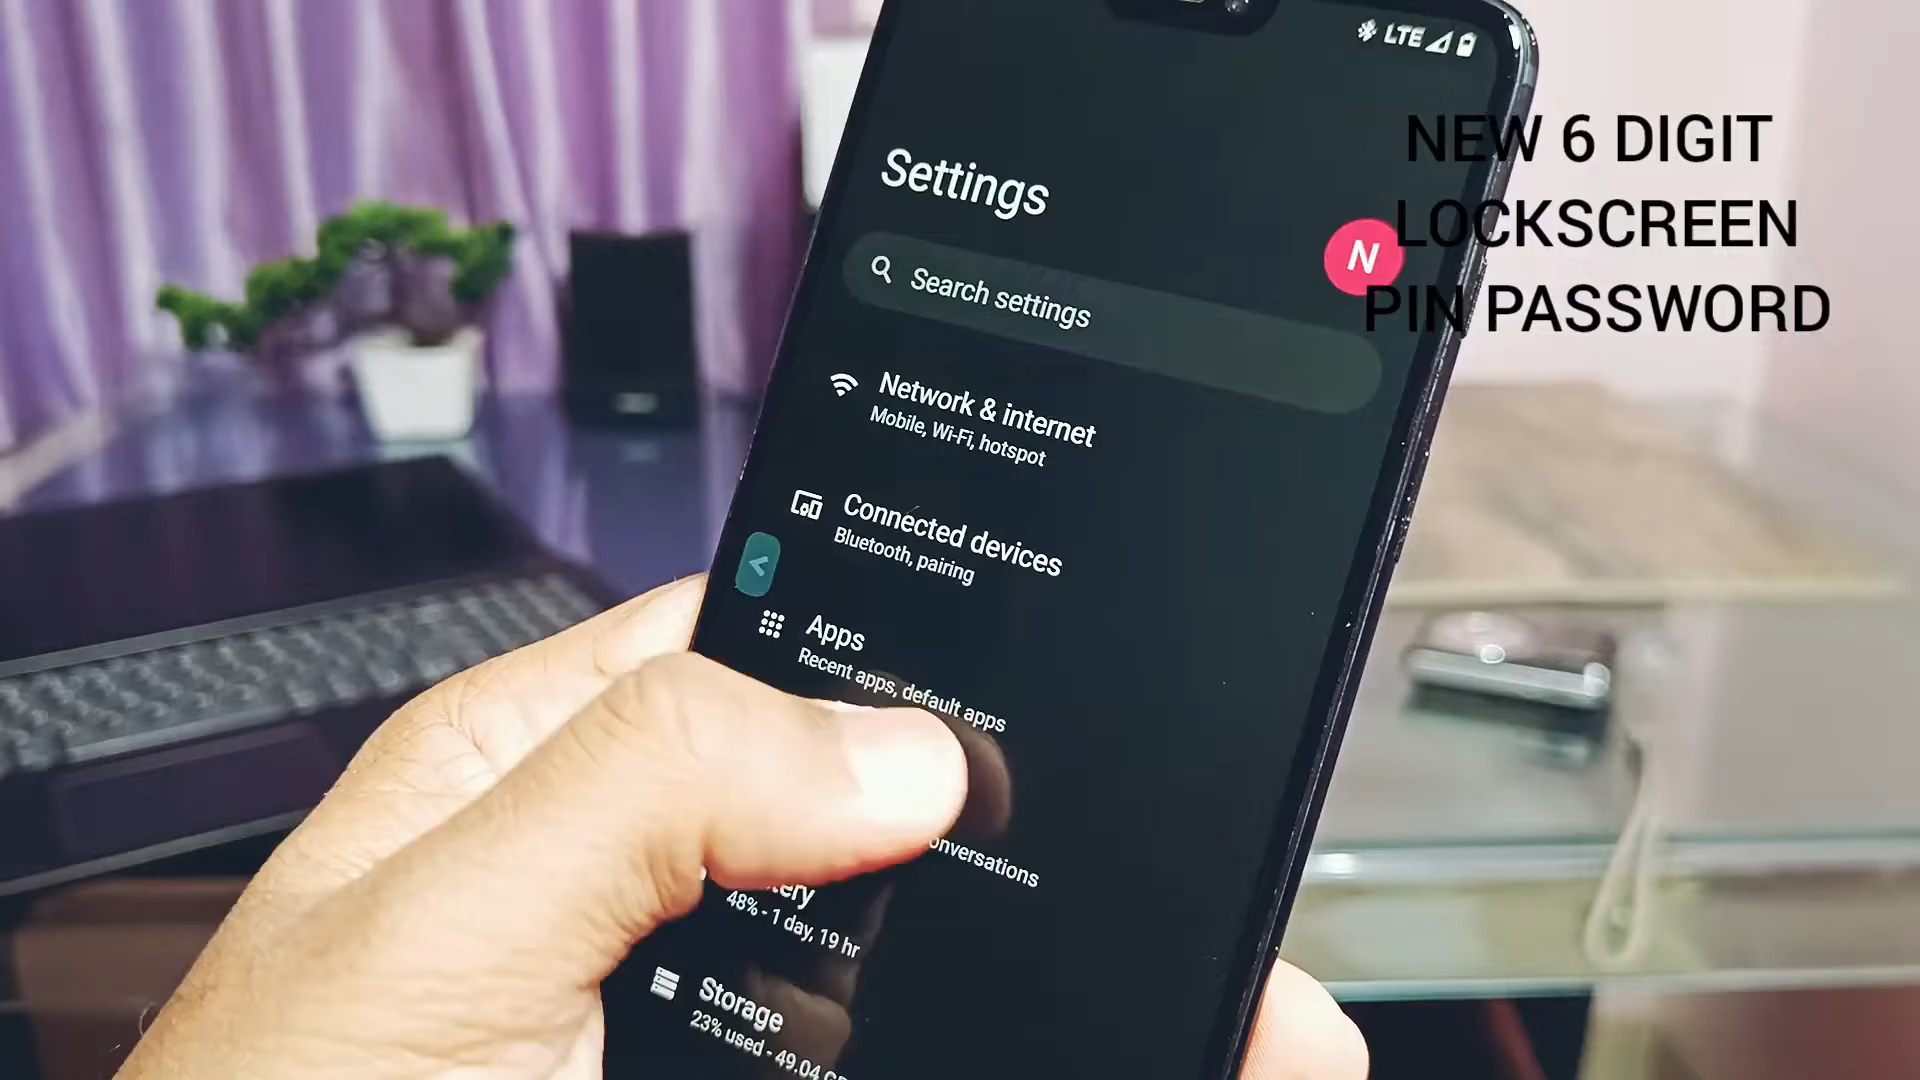 LTE
NEW 6 DIGIT
LOCKSCREEN
PIN PASSWORD
Settings
N
Search settings
Network & internet
Mobile, Wi-Fi, hotspot
Connected devices
Bluetooth, pairing
<
Apps
Recent apps, default apps
48% - 1 day, 19 hr
Storage
23% used - 49.04